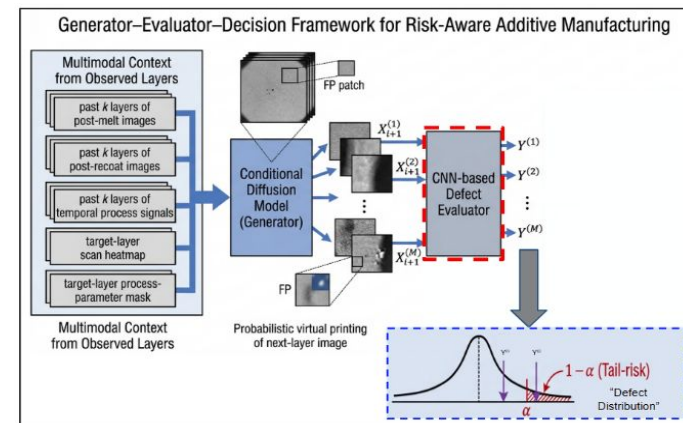 Generator–Evaluator–Decision Framework for Risk-Aware Additive Manufacturing
Multimodal Context
from Observed Layers
past k layers of
post-melt images
past k layers of
post-recoat images
past k layers of
temporal process signals
target-layer
scan heatmap
target-layer process-
parameter mask
Multimodal Context
from Observed Layers
FP patch
Conditional
Diffusion
Model
(Generator)
X_{i+1}^{(1)}
X_{i+1}^{(2)}
⋮
X_{i+1}^{(M)}
FP
Probabilistic virtual printing
of next-layer image
CNN-based
Defect
Evaluator
Y^{(1)}
Y^{(2)}
⋮
Y^{(M)}
1 − α (Tail-risk)
"Defect
Distribution"
α